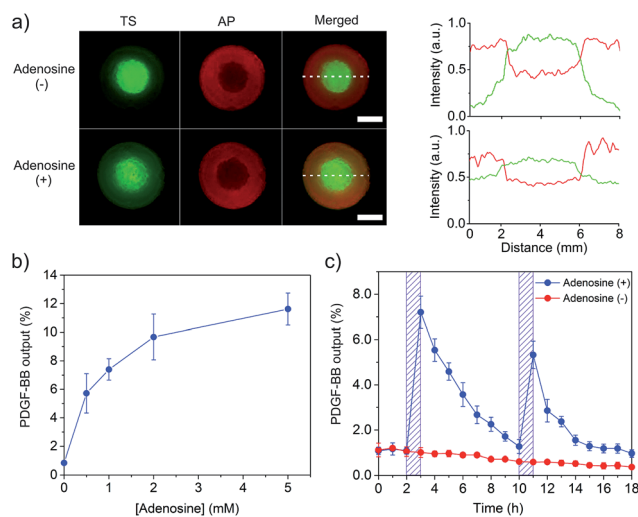 a)
TS AP Merged
Adenosine
(-)
Adenosine
(+)
Intensity (a.u.)
1.0
0.5
0
Intensity (a.u.)
1.0
0.5
0.0
0 2 4 6 8
Distance (mm)
b)
PDGF-BB output (%)
14
12
10
8
6
4
2
0
0 1 2 3 4 5
[Adenosine] (mM)
c)
Adenosine (+)
Adenosine (-)
PDGF-BB output (%)
8.0
6.0
4.0
2.0
0
0 2 4 6 8 10 12 14 16 18
Time (h)